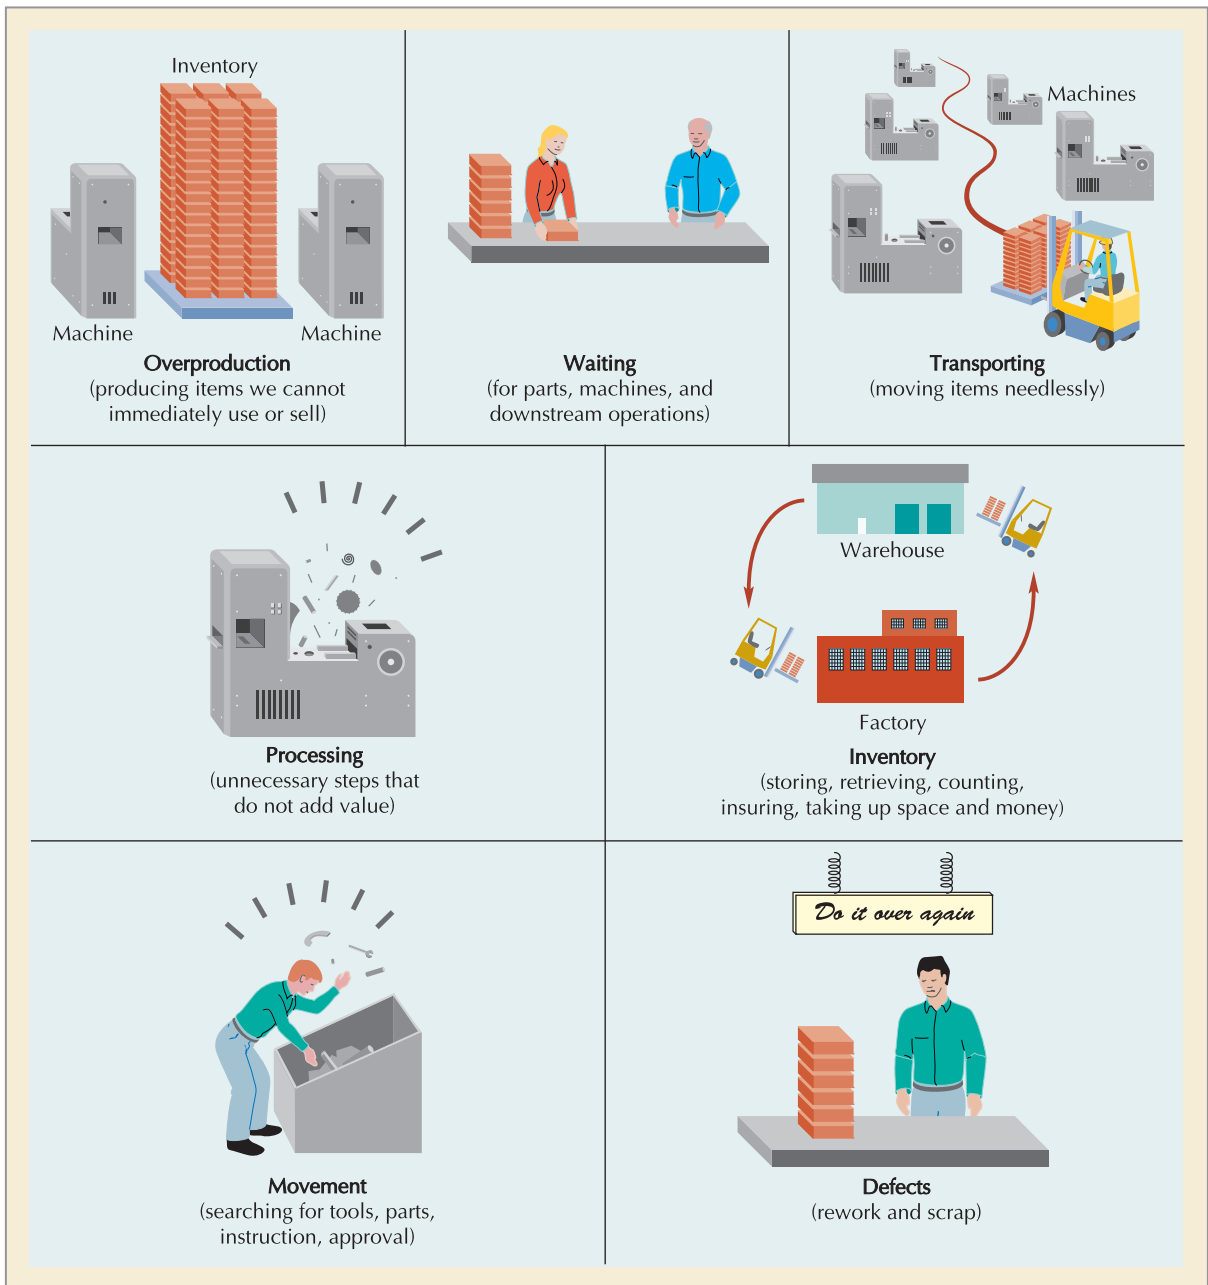 Inventory
Machine
Machine
Overproduction
(producing items we cannot
immediately use or sell)
Waiting
(for parts, machines, and
downstream operations)
Machines
Transporting
(moving items needlessly)
Processing
(unnecessary steps that
do not add value)
Warehouse
Factory
Inventory
(storing, retrieving, counting,
insuring, taking up space and money)
Movement
(searching for tools, parts,
instruction, approval)
Do it over again
Defects
(rework and scrap)